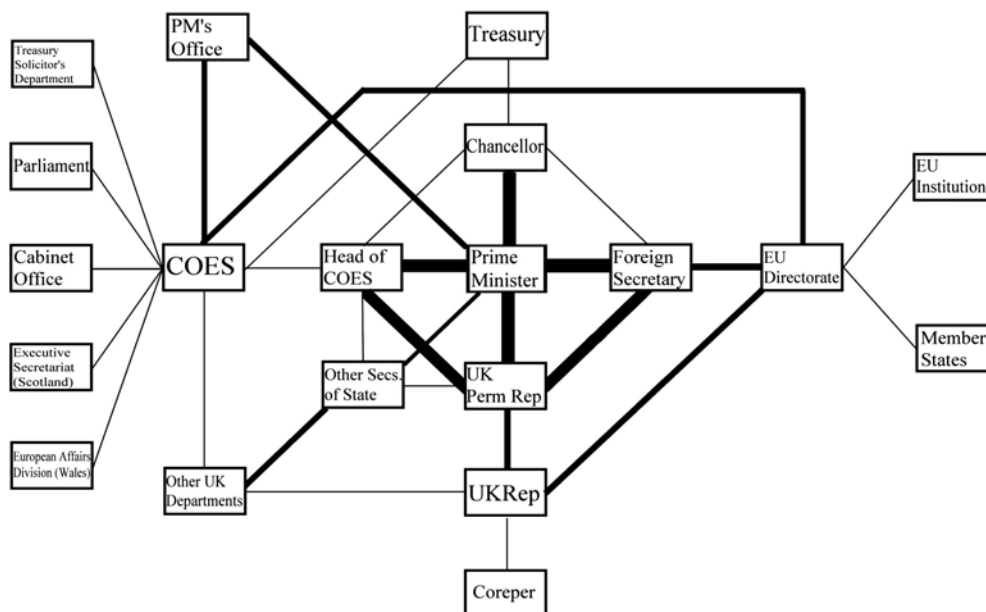 PM's
Office
Treasury
Treasury
Solicitor's
Department
Chancellor
Parliament
EU
Institution
Cabinet
Office
COES
Head of
COES
Prime
Minister
Foreign
Secretary
EU
Directorate
Executive
Secretariat
(Scotland)
Other Secs.
of State
UK
Perm Rep
Member
States
European Affairs
Division (Wales)
Other UK
Departments
UKRep
Coreper